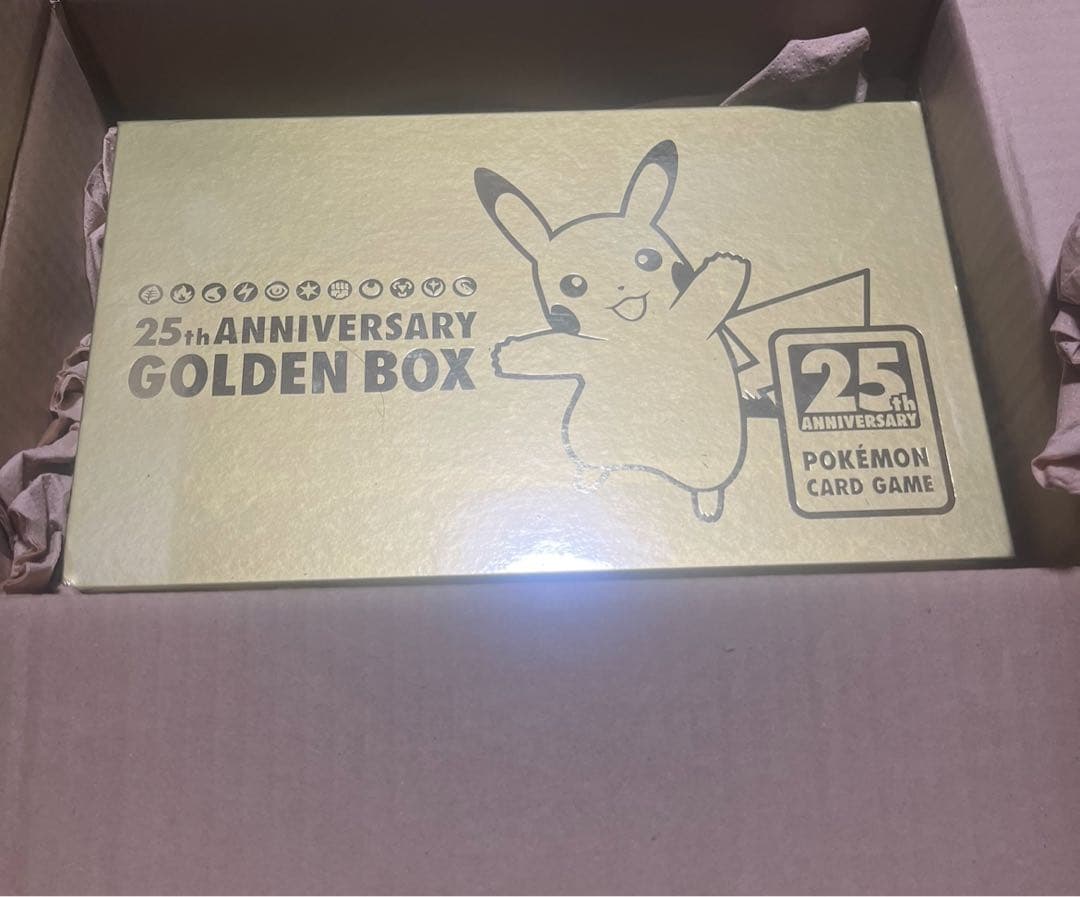 25th ANNIVERSARY
GOLDEN BOX
25th
ANNIVERSARY
POKÉMON
CARD GAME